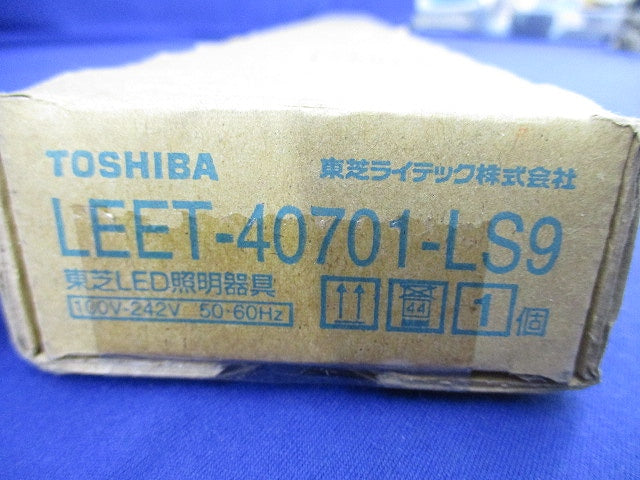 TOSHIBA 東芝ライテック株式会社
LEET-40701-LS9
東芝LED照明器具
100V-242V 50・60Hz
44
1個